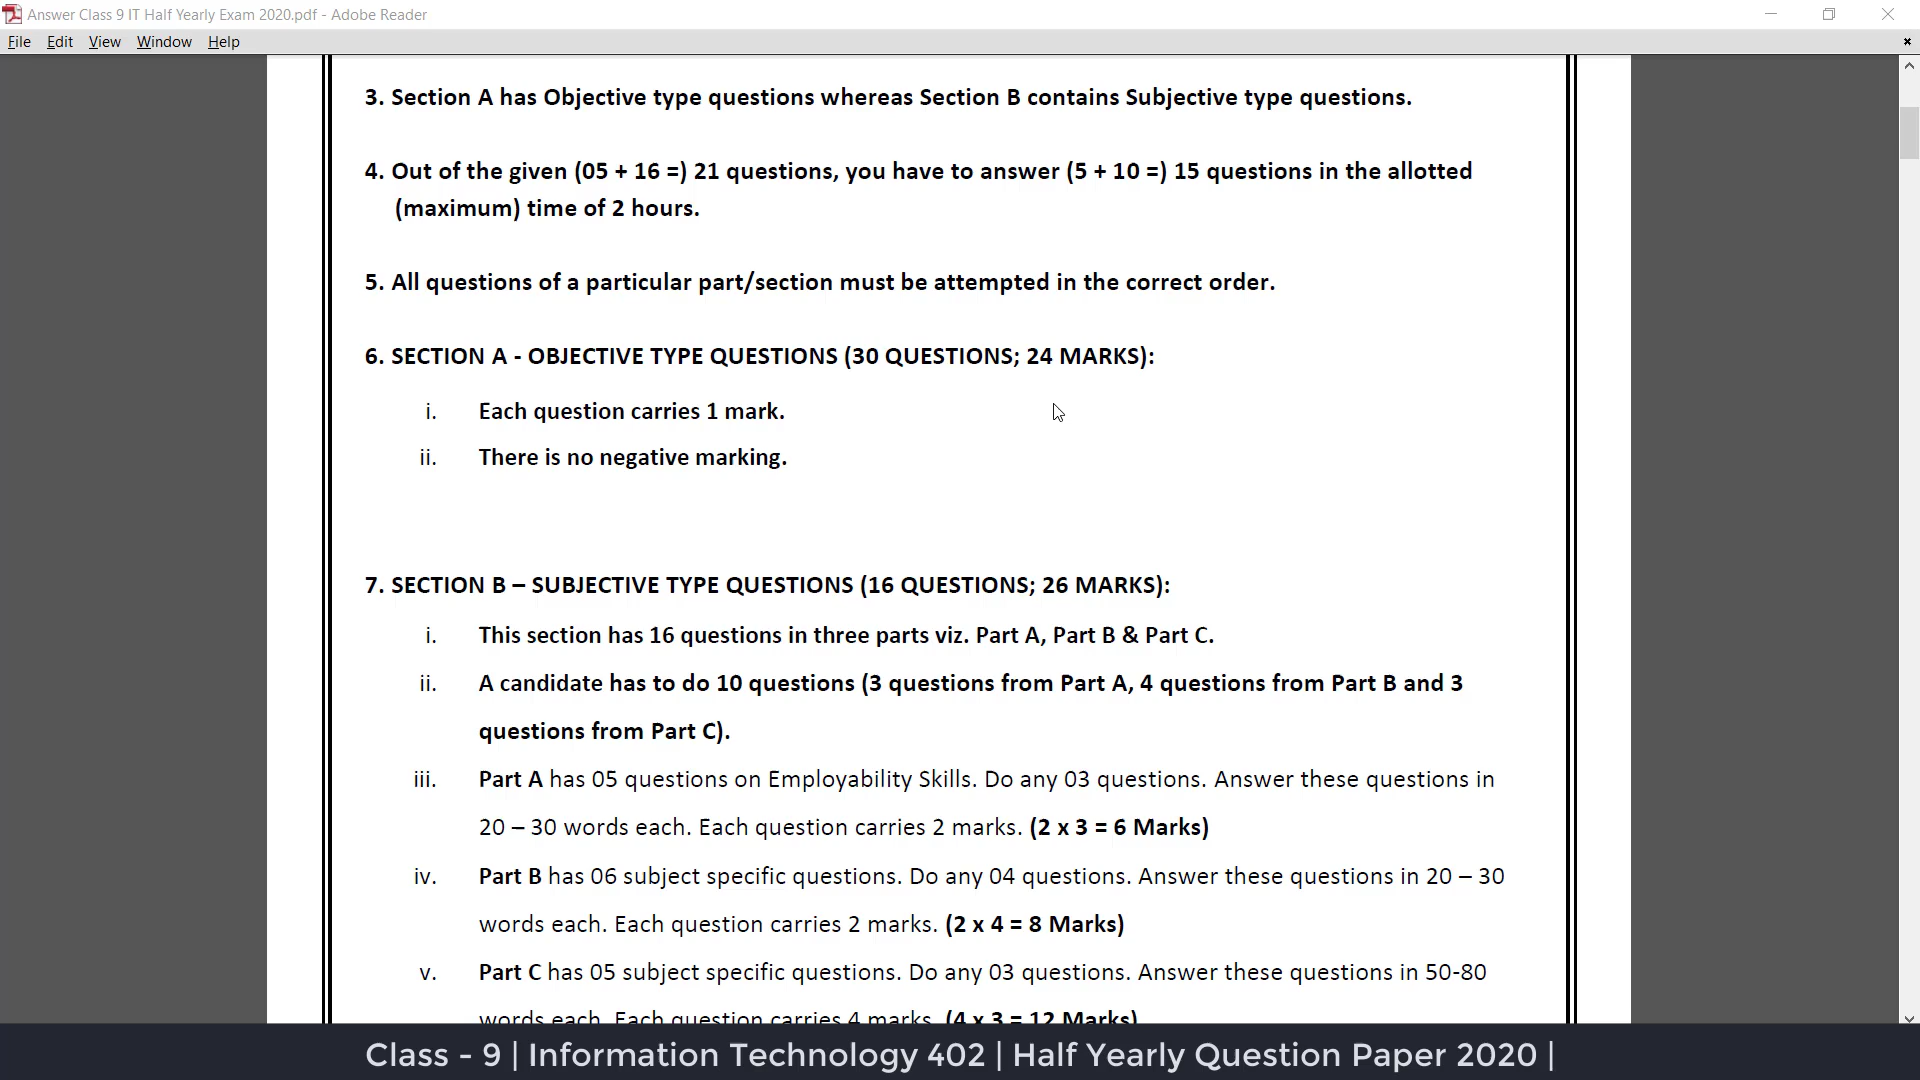 Answer Class 9 IT Half Yearly Exam 2020.pdf - Adobe Reader
File Edit View Window Help
3. Section A has Objective type questions whereas Section B contains Subjective type questions.
4. Out of the given (05 + 16 =) 21 questions, you have to answer (5 + 10 =) 15 questions in the allotted
(maximum) time of 2 hours.
5. All questions of a particular part/section must be attempted in the correct order.
6. SECTION A - OBJECTIVE TYPE QUESTIONS (30 QUESTIONS; 24 MARKS):
i. Each question carries 1 mark.
ii. There is no negative marking.
7. SECTION B – SUBJECTIVE TYPE QUESTIONS (16 QUESTIONS; 26 MARKS):
i. This section has 16 questions in three parts viz. Part A, Part B & Part C.
ii. A candidate has to do 10 questions (3 questions from Part A, 4 questions from Part B and 3
questions from Part C).
iii. Part A has 05 questions on Employability Skills. Do any 03 questions. Answer these questions in
20 – 30 words each. Each question carries 2 marks. (2 x 3 = 6 Marks)
iv. Part B has 06 subject specific questions. Do any 04 questions. Answer these questions in 20 – 30
words each. Each question carries 2 marks. (2 x 4 = 8 Marks)
v. Part C has 05 subject specific questions. Do any 03 questions. Answer these questions in 50-80
words each. Each question carries 4 marks. (4 x 3 = 12 Marks)
Class - 9 | Information Technology 402 | Half Yearly Question Paper 2020 |